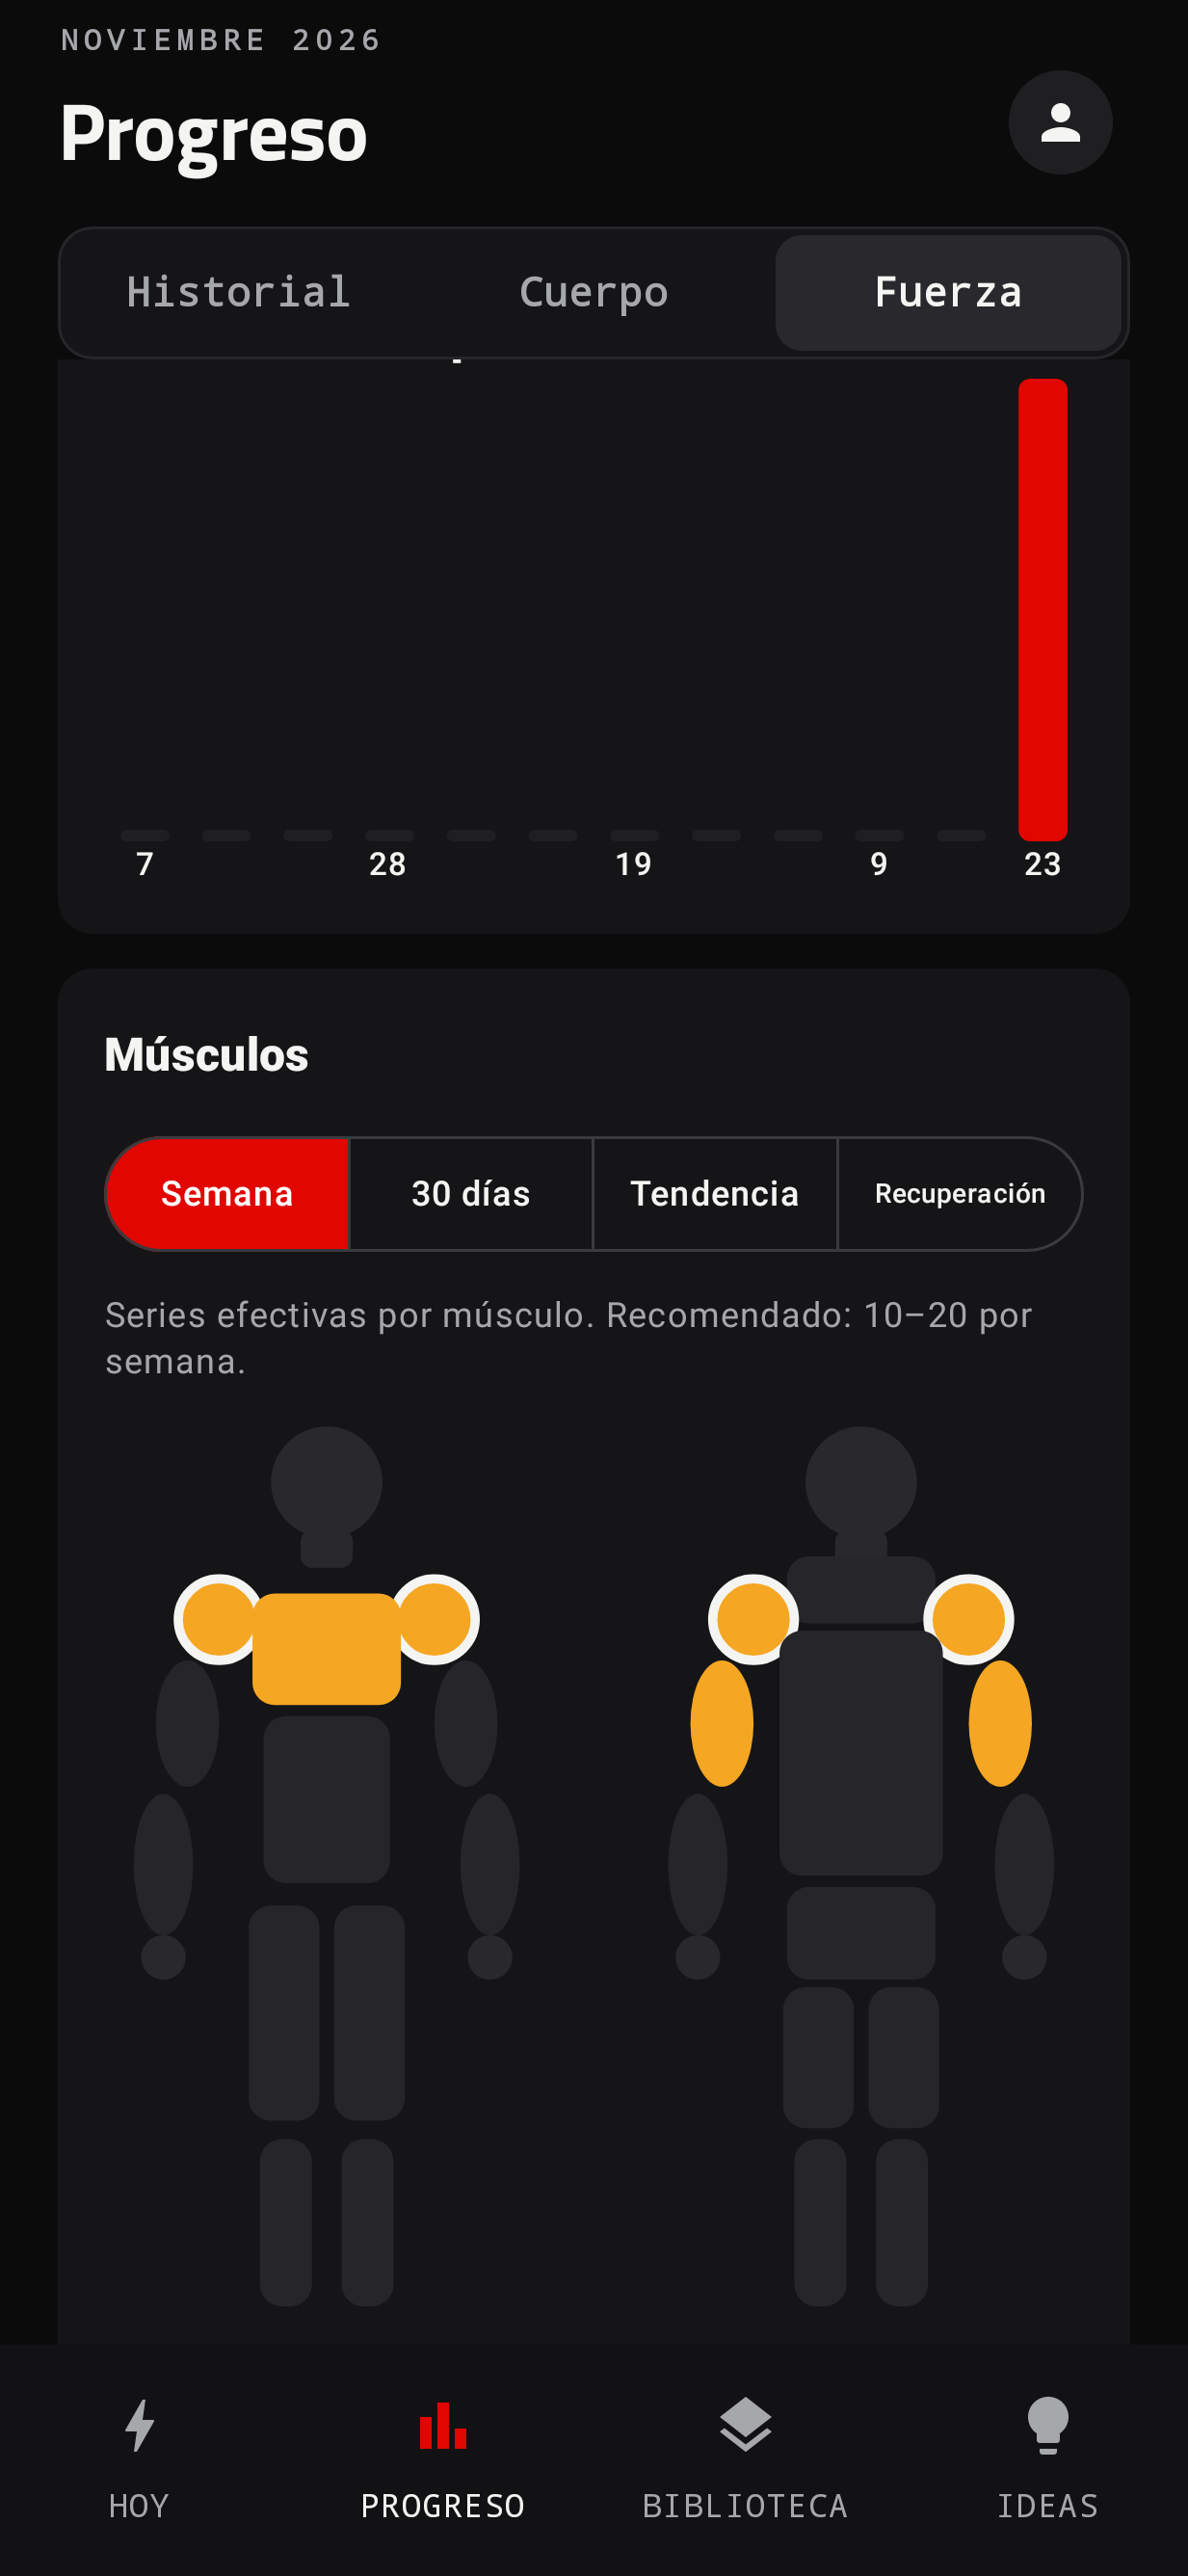 NOVIEMBRE 2026
Progreso
Historial Cuerpo Fuerza
7 28 19 9 23
Músculos
Semana 30 días Tendencia Recuperación
Series efectivas por músculo. Recomendado: 10–20 por
semana.
HOY PROGRESO BIBLIOTECA IDEAS